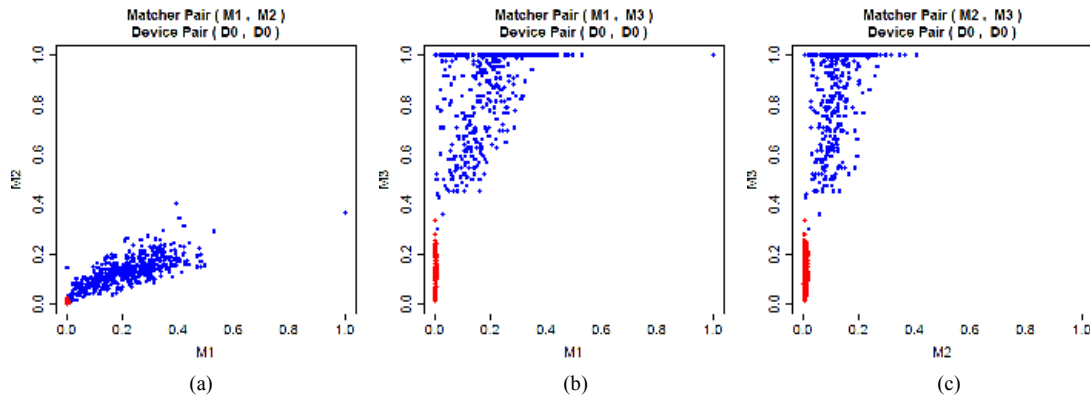 Matcher Pair ( M1 , M2 )
Device Pair ( D0 , D0 )
M2
0.0 0.2 0.4 0.6 0.8 1.0
0.0 0.2 0.4 0.6 0.8 1.0
M1
(a)
Matcher Pair ( M1 , M3 )
Device Pair ( D0 , D0 )
M3
0.0 0.2 0.4 0.6 0.8 1.0
0.0 0.2 0.4 0.6 0.8 1.0
M1
(b)
Matcher Pair ( M2 , M3 )
Device Pair ( D0 , D0 )
M3
0.0 0.2 0.4 0.6 0.8 1.0
0.0 0.2 0.4 0.6 0.8 1.0
M2
(c)